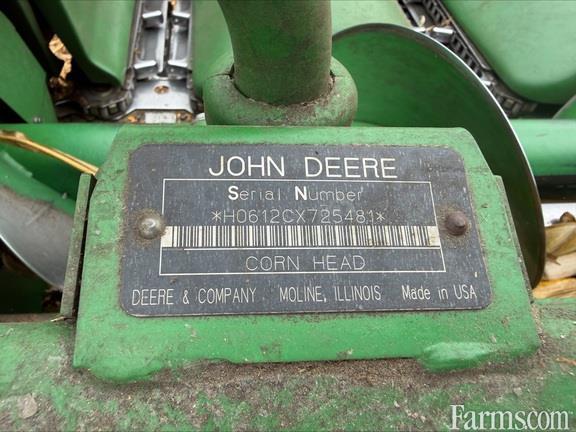 JOHN DEERE
Serial Number
*H0612CX725481*
CORN HEAD
DEERE & COMPANY MOLINE, ILLINOIS Made in USA
Farms.com